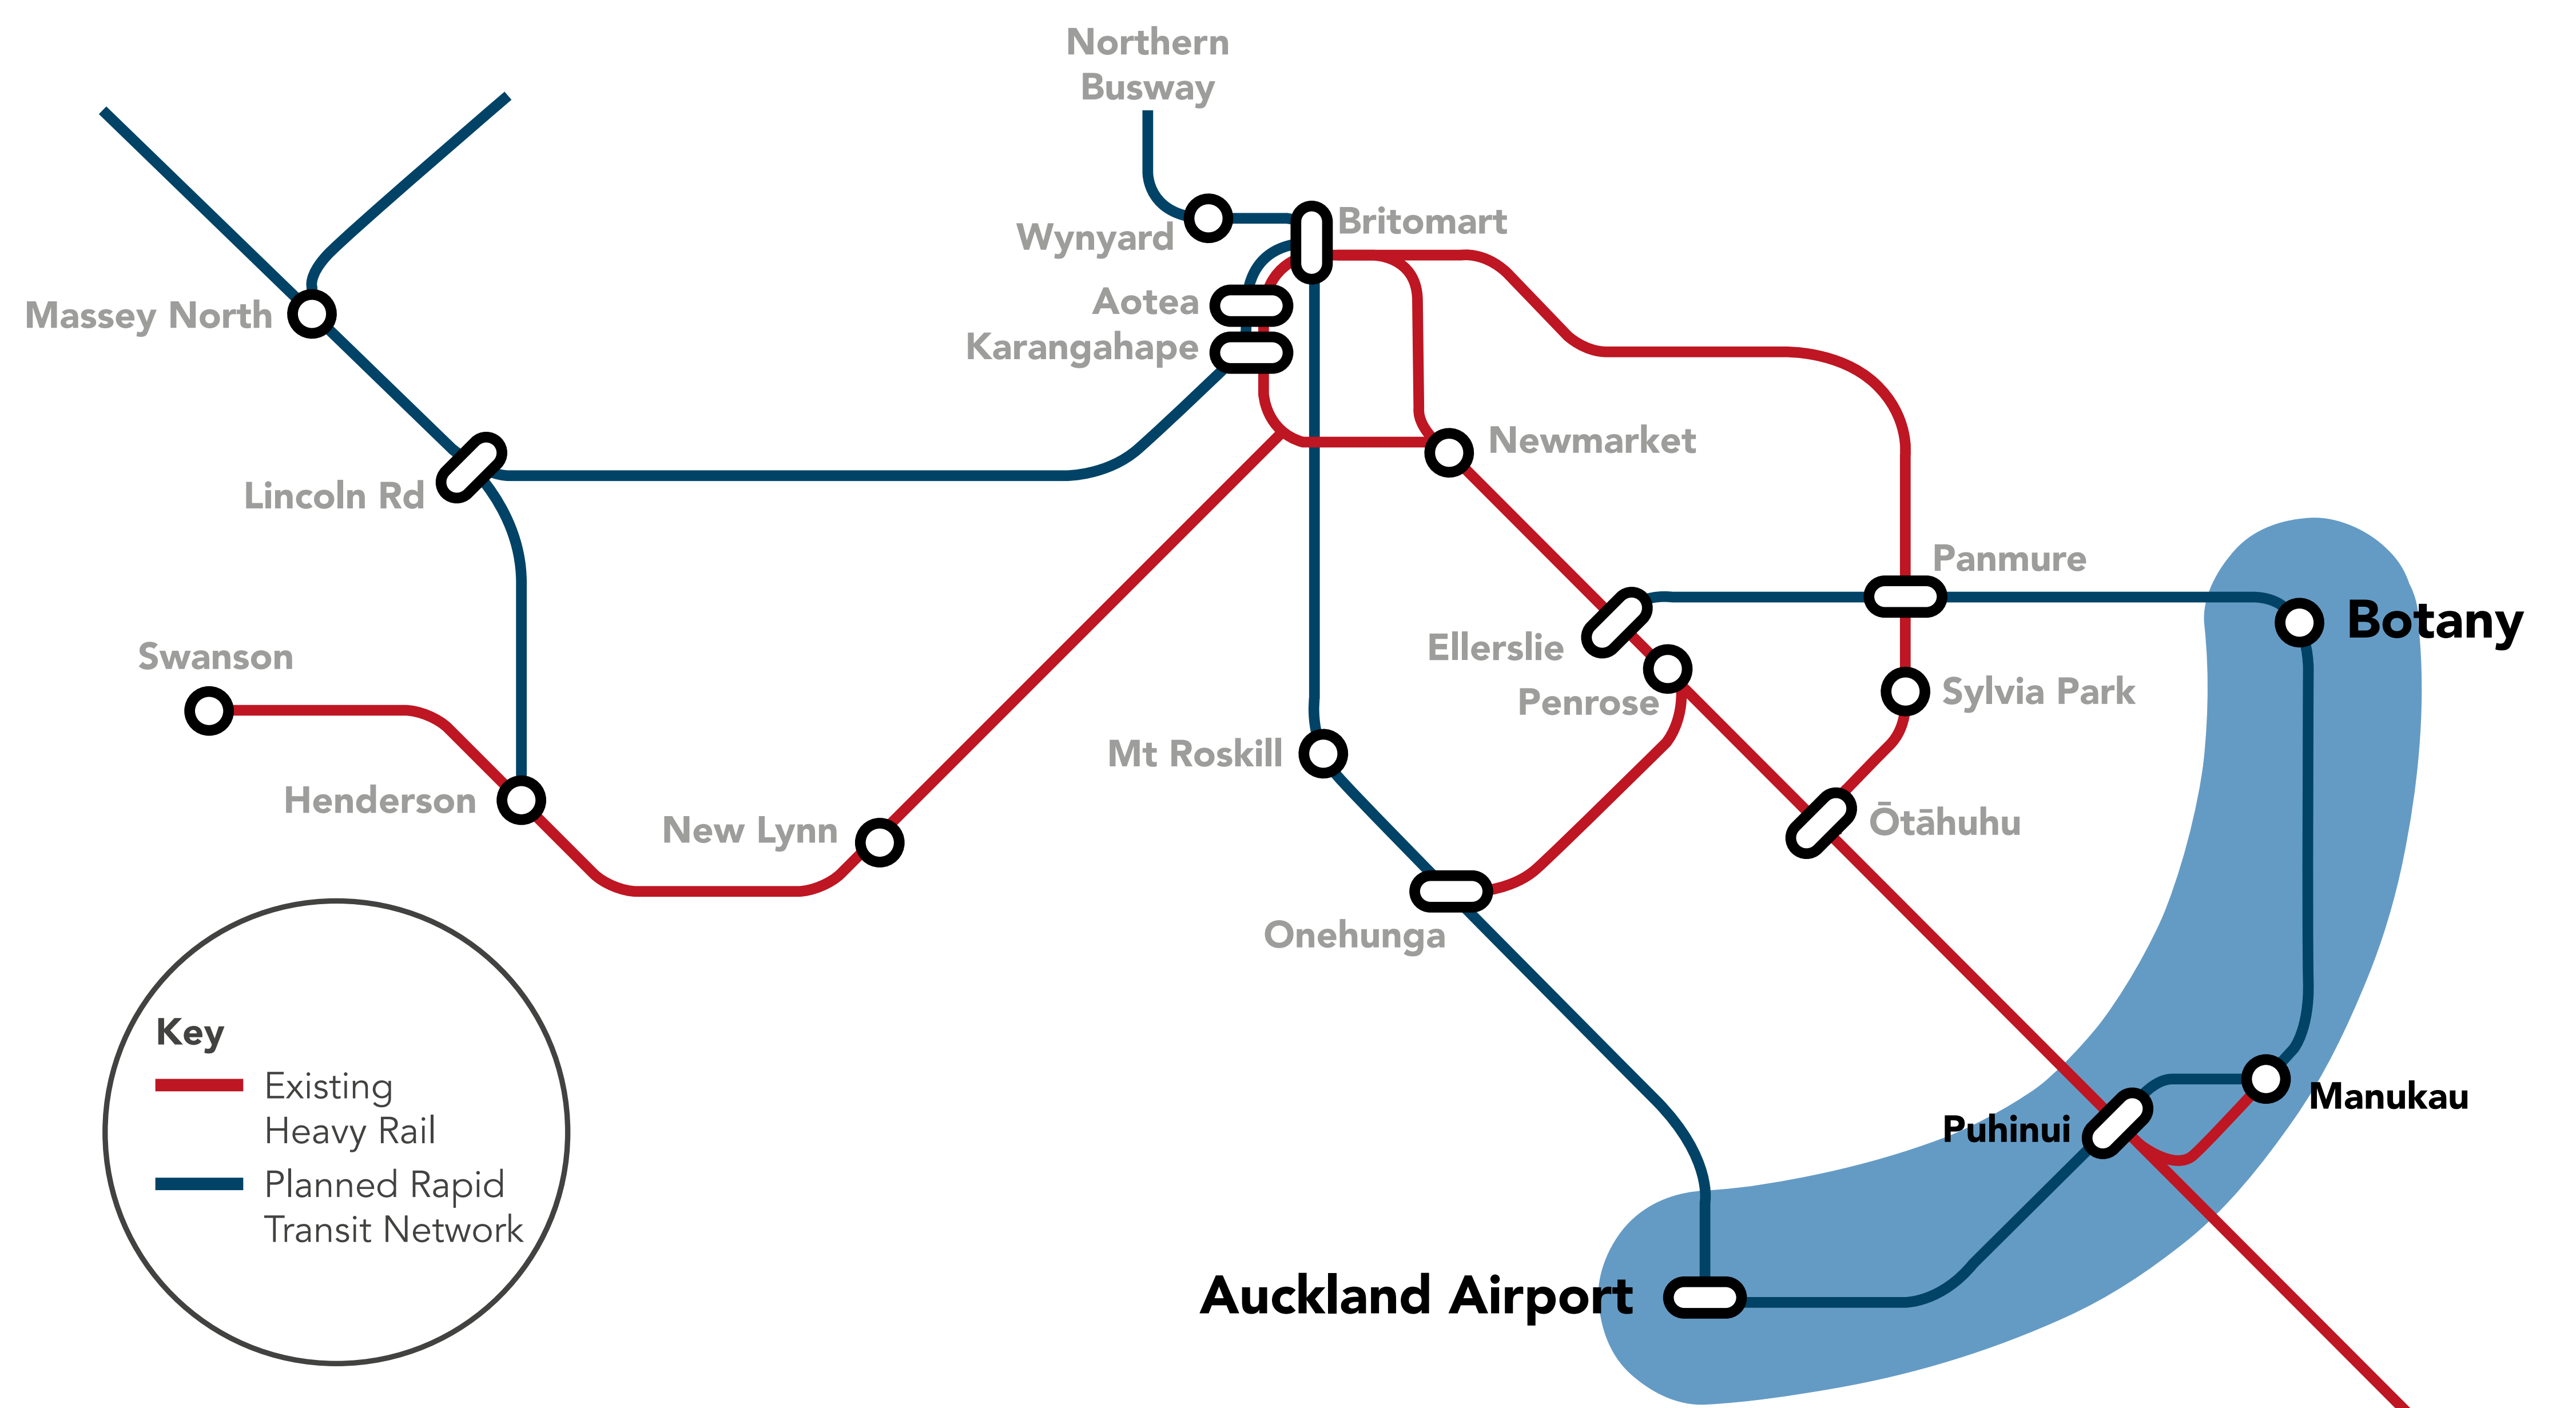 Northern
Busway
Wynyard
Britomart
Aotea
Karangahape
Massey North
Lincoln Rd
Newmarket
Panmure
Botany
Ellerslie
Penrose
Sylvia Park
Swanson
Henderson
New Lynn
Mt Roskill
Ōtāhuhu
Onehunga
Manukau
Puhinui
Auckland Airport
Key
Existing
Heavy Rail
Planned Rapid
Transit Network